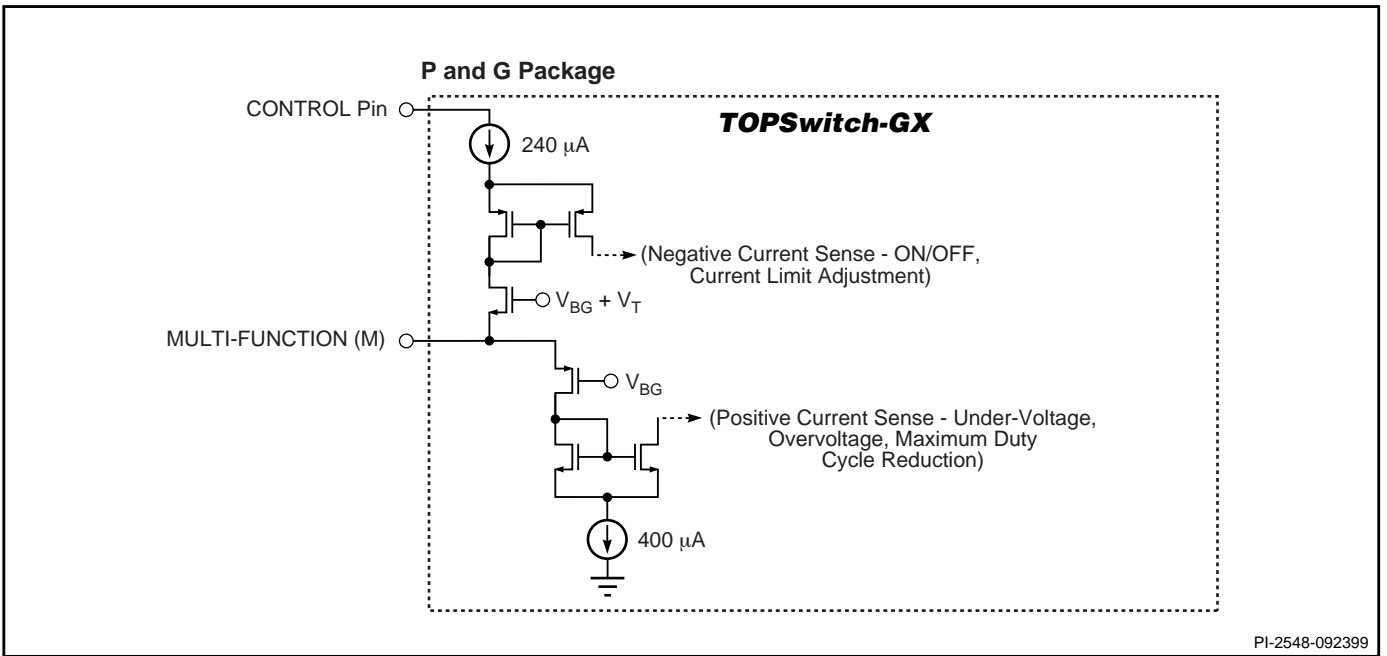 P and G Package
CONTROL Pin
TOPSwitch-GX
240 μA
(Negative Current Sense - ON/OFF,
Current Limit Adjustment)
V_BG + V_T
MULTI-FUNCTION (M)
V_BG
(Positive Current Sense - Under-Voltage,
Overvoltage, Maximum Duty
Cycle Reduction)
400 μA
PI-2548-092399